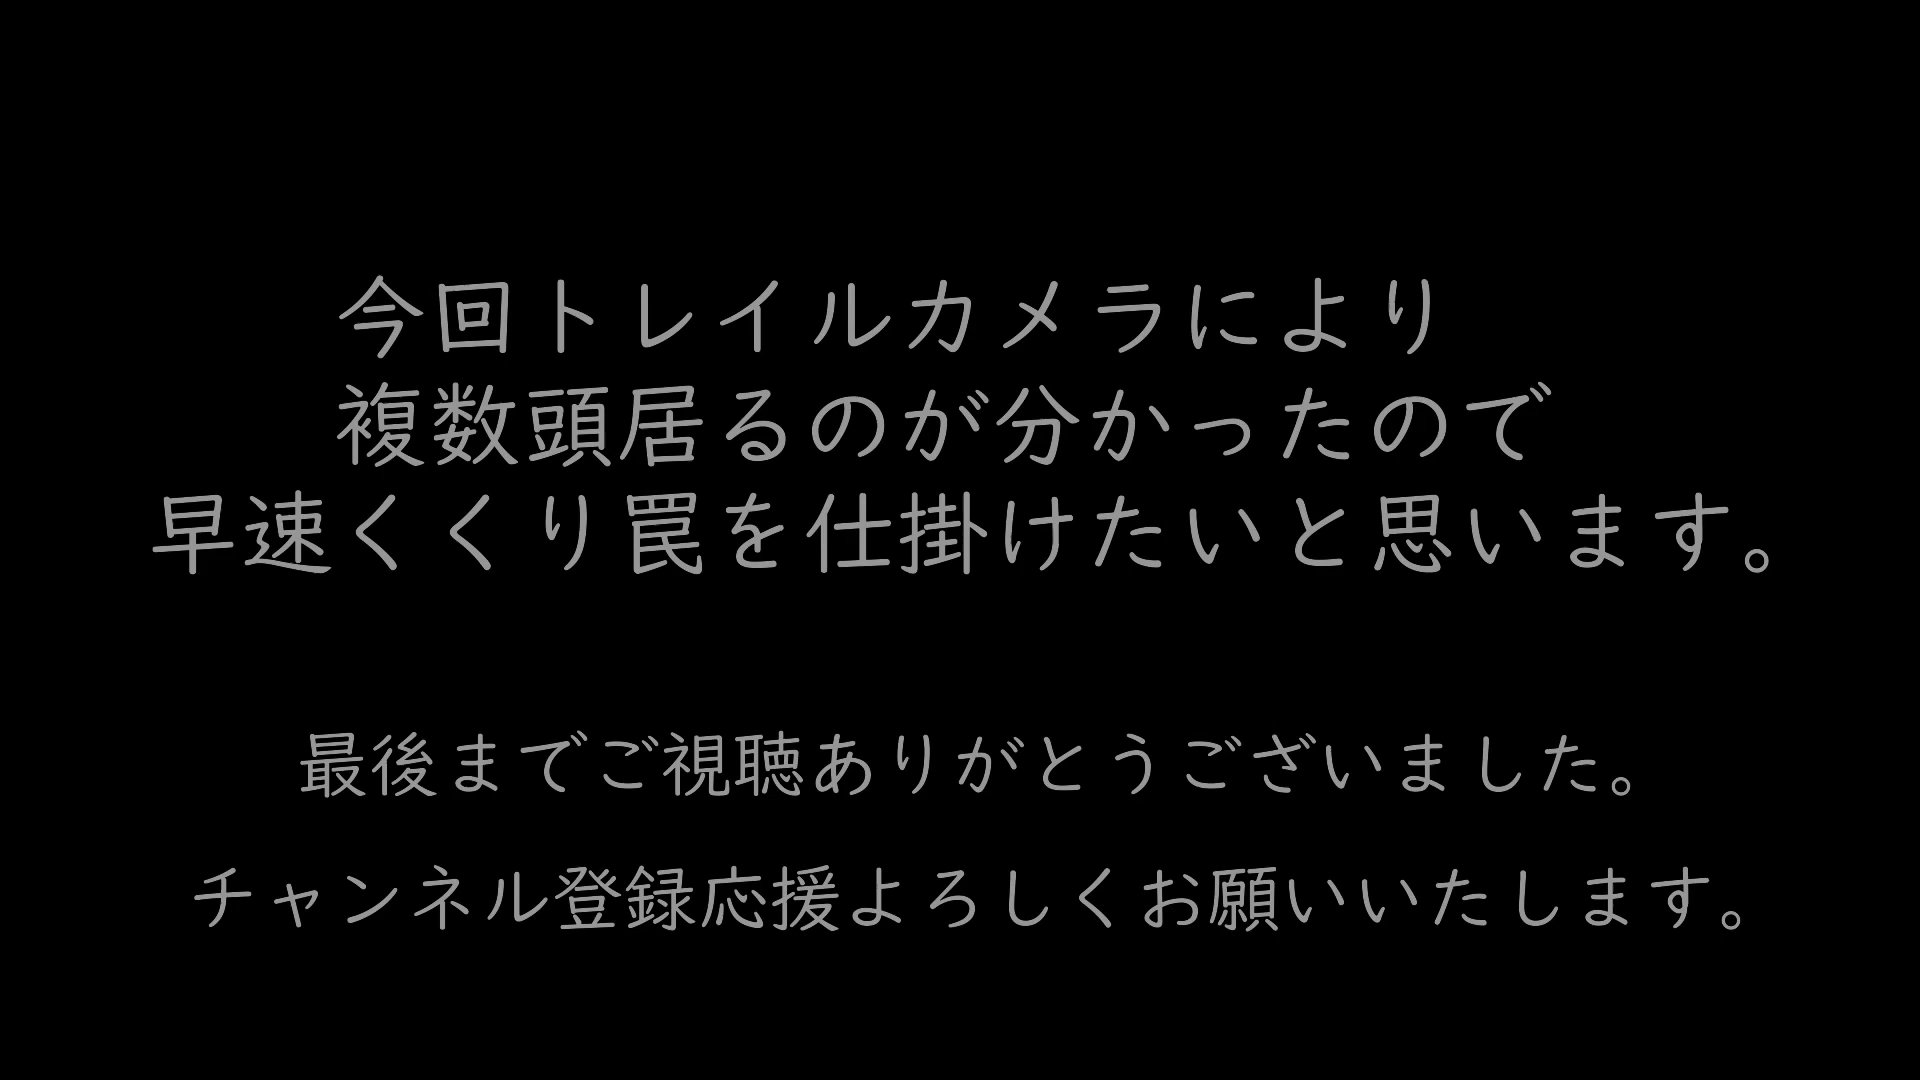 今回トレイルカメラにより
複数頭居るのが分かったので
早速くくり罠を仕掛けたいと思います。
最後までご視聴ありがとうございました。
チャンネル登録応援よろしくお願いいたします。